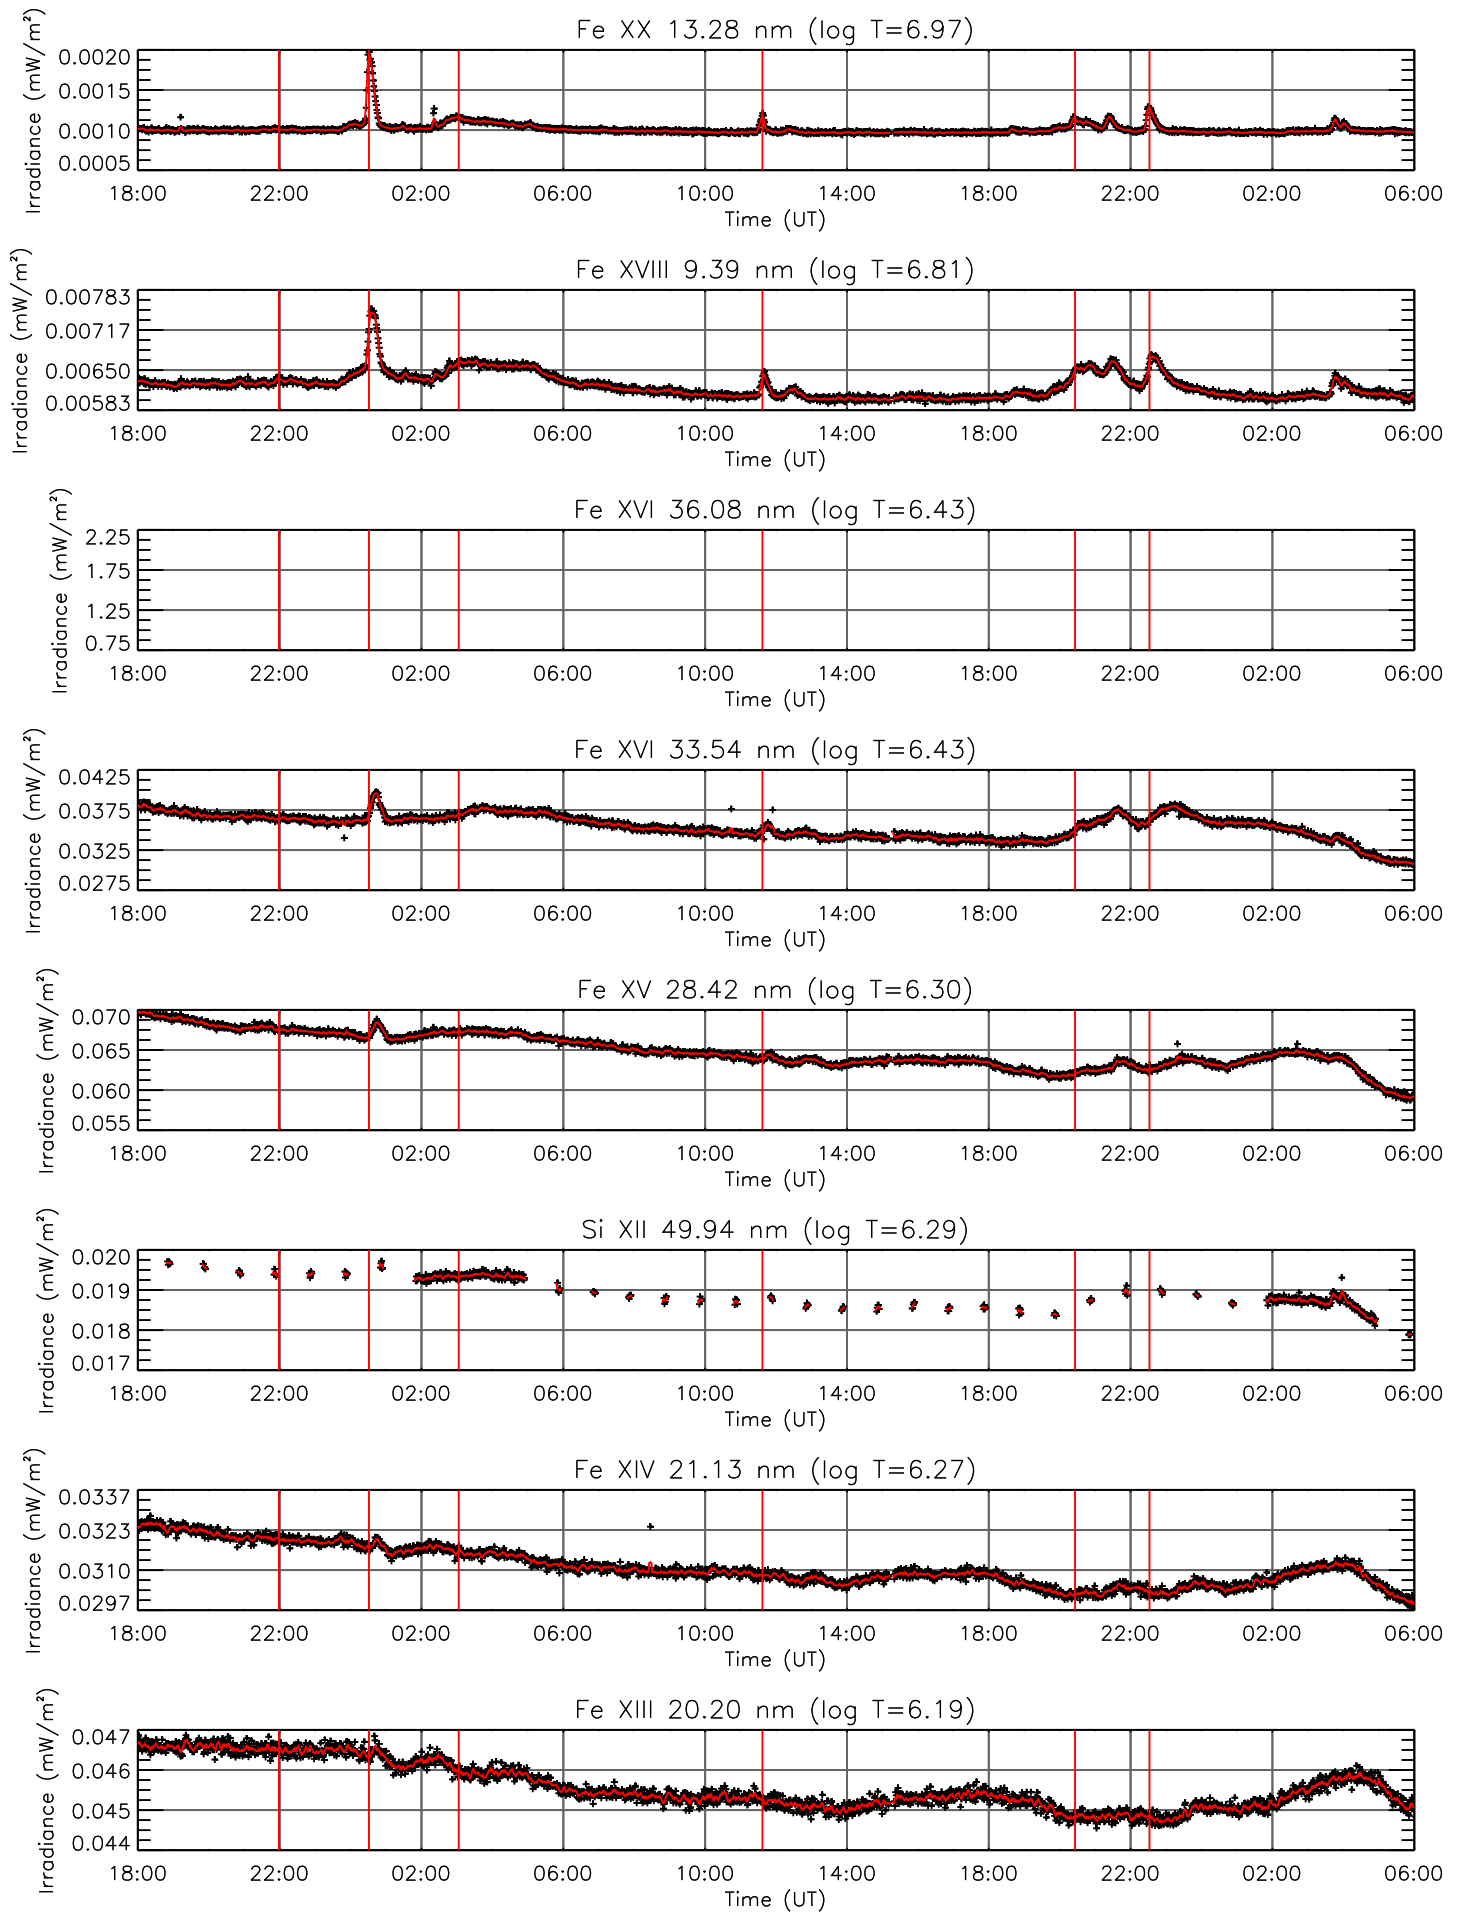 Fe XX 13.28 nm (log T=6.97)
Irradiance (mW/m²)
0.0020
0.0015
0.0010
0.0005
18:00 22:00 02:00 06:00 10:00 14:00 18:00 22:00 02:00 06:00
Time (UT)
Fe XVIII 9.39 nm (log T=6.81)
Irradiance (mW/m²)
0.00783
0.00717
0.00650
0.00583
18:00 22:00 02:00 06:00 10:00 14:00 18:00 22:00 02:00 06:00
Time (UT)
Fe XVI 36.08 nm (log T=6.43)
Irradiance (mW/m²)
2.25
1.75
1.25
0.75
18:00 22:00 02:00 06:00 10:00 14:00 18:00 22:00 02:00 06:00
Time (UT)
Fe XVI 33.54 nm (log T=6.43)
Irradiance (mW/m²)
0.0425
0.0375
0.0325
0.0275
18:00 22:00 02:00 06:00 10:00 14:00 18:00 22:00 02:00 06:00
Time (UT)
Fe XV 28.42 nm (log T=6.30)
Irradiance (mW/m²)
0.070
0.065
0.060
0.055
18:00 22:00 02:00 06:00 10:00 14:00 18:00 22:00 02:00 06:00
Time (UT)
Si XII 49.94 nm (log T=6.29)
Irradiance (mW/m²)
0.020
0.019
0.018
0.017
18:00 22:00 02:00 06:00 10:00 14:00 18:00 22:00 02:00 06:00
Time (UT)
Fe XIV 21.13 nm (log T=6.27)
Irradiance (mW/m²)
0.0337
0.0323
0.0310
0.0297
18:00 22:00 02:00 06:00 10:00 14:00 18:00 22:00 02:00 06:00
Time (UT)
Fe XIII 20.20 nm (log T=6.19)
Irradiance (mW/m²)
0.047
0.046
0.045
0.044
18:00 22:00 02:00 06:00 10:00 14:00 18:00 22:00 02:00 06:00
Time (UT)